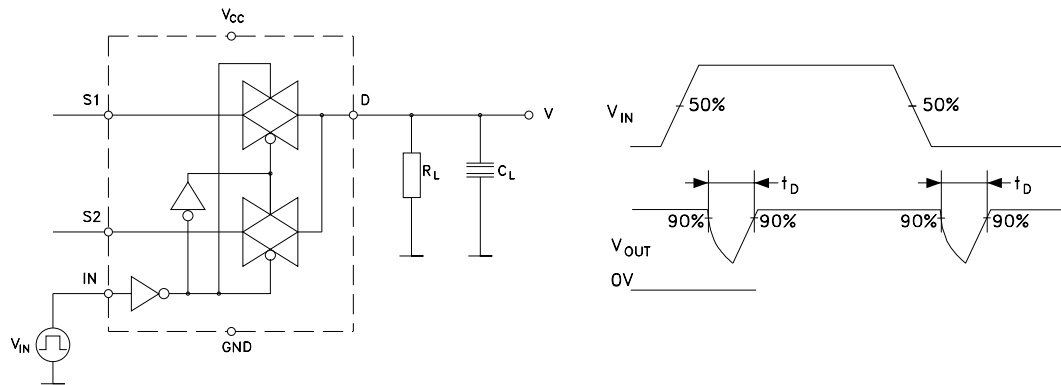 VCC
S1
D
V
RL
CL
S2
IN
VIN
GND
VIN
50%
50%
tD
tD
90%
90%
90%
90%
VOUT
0V